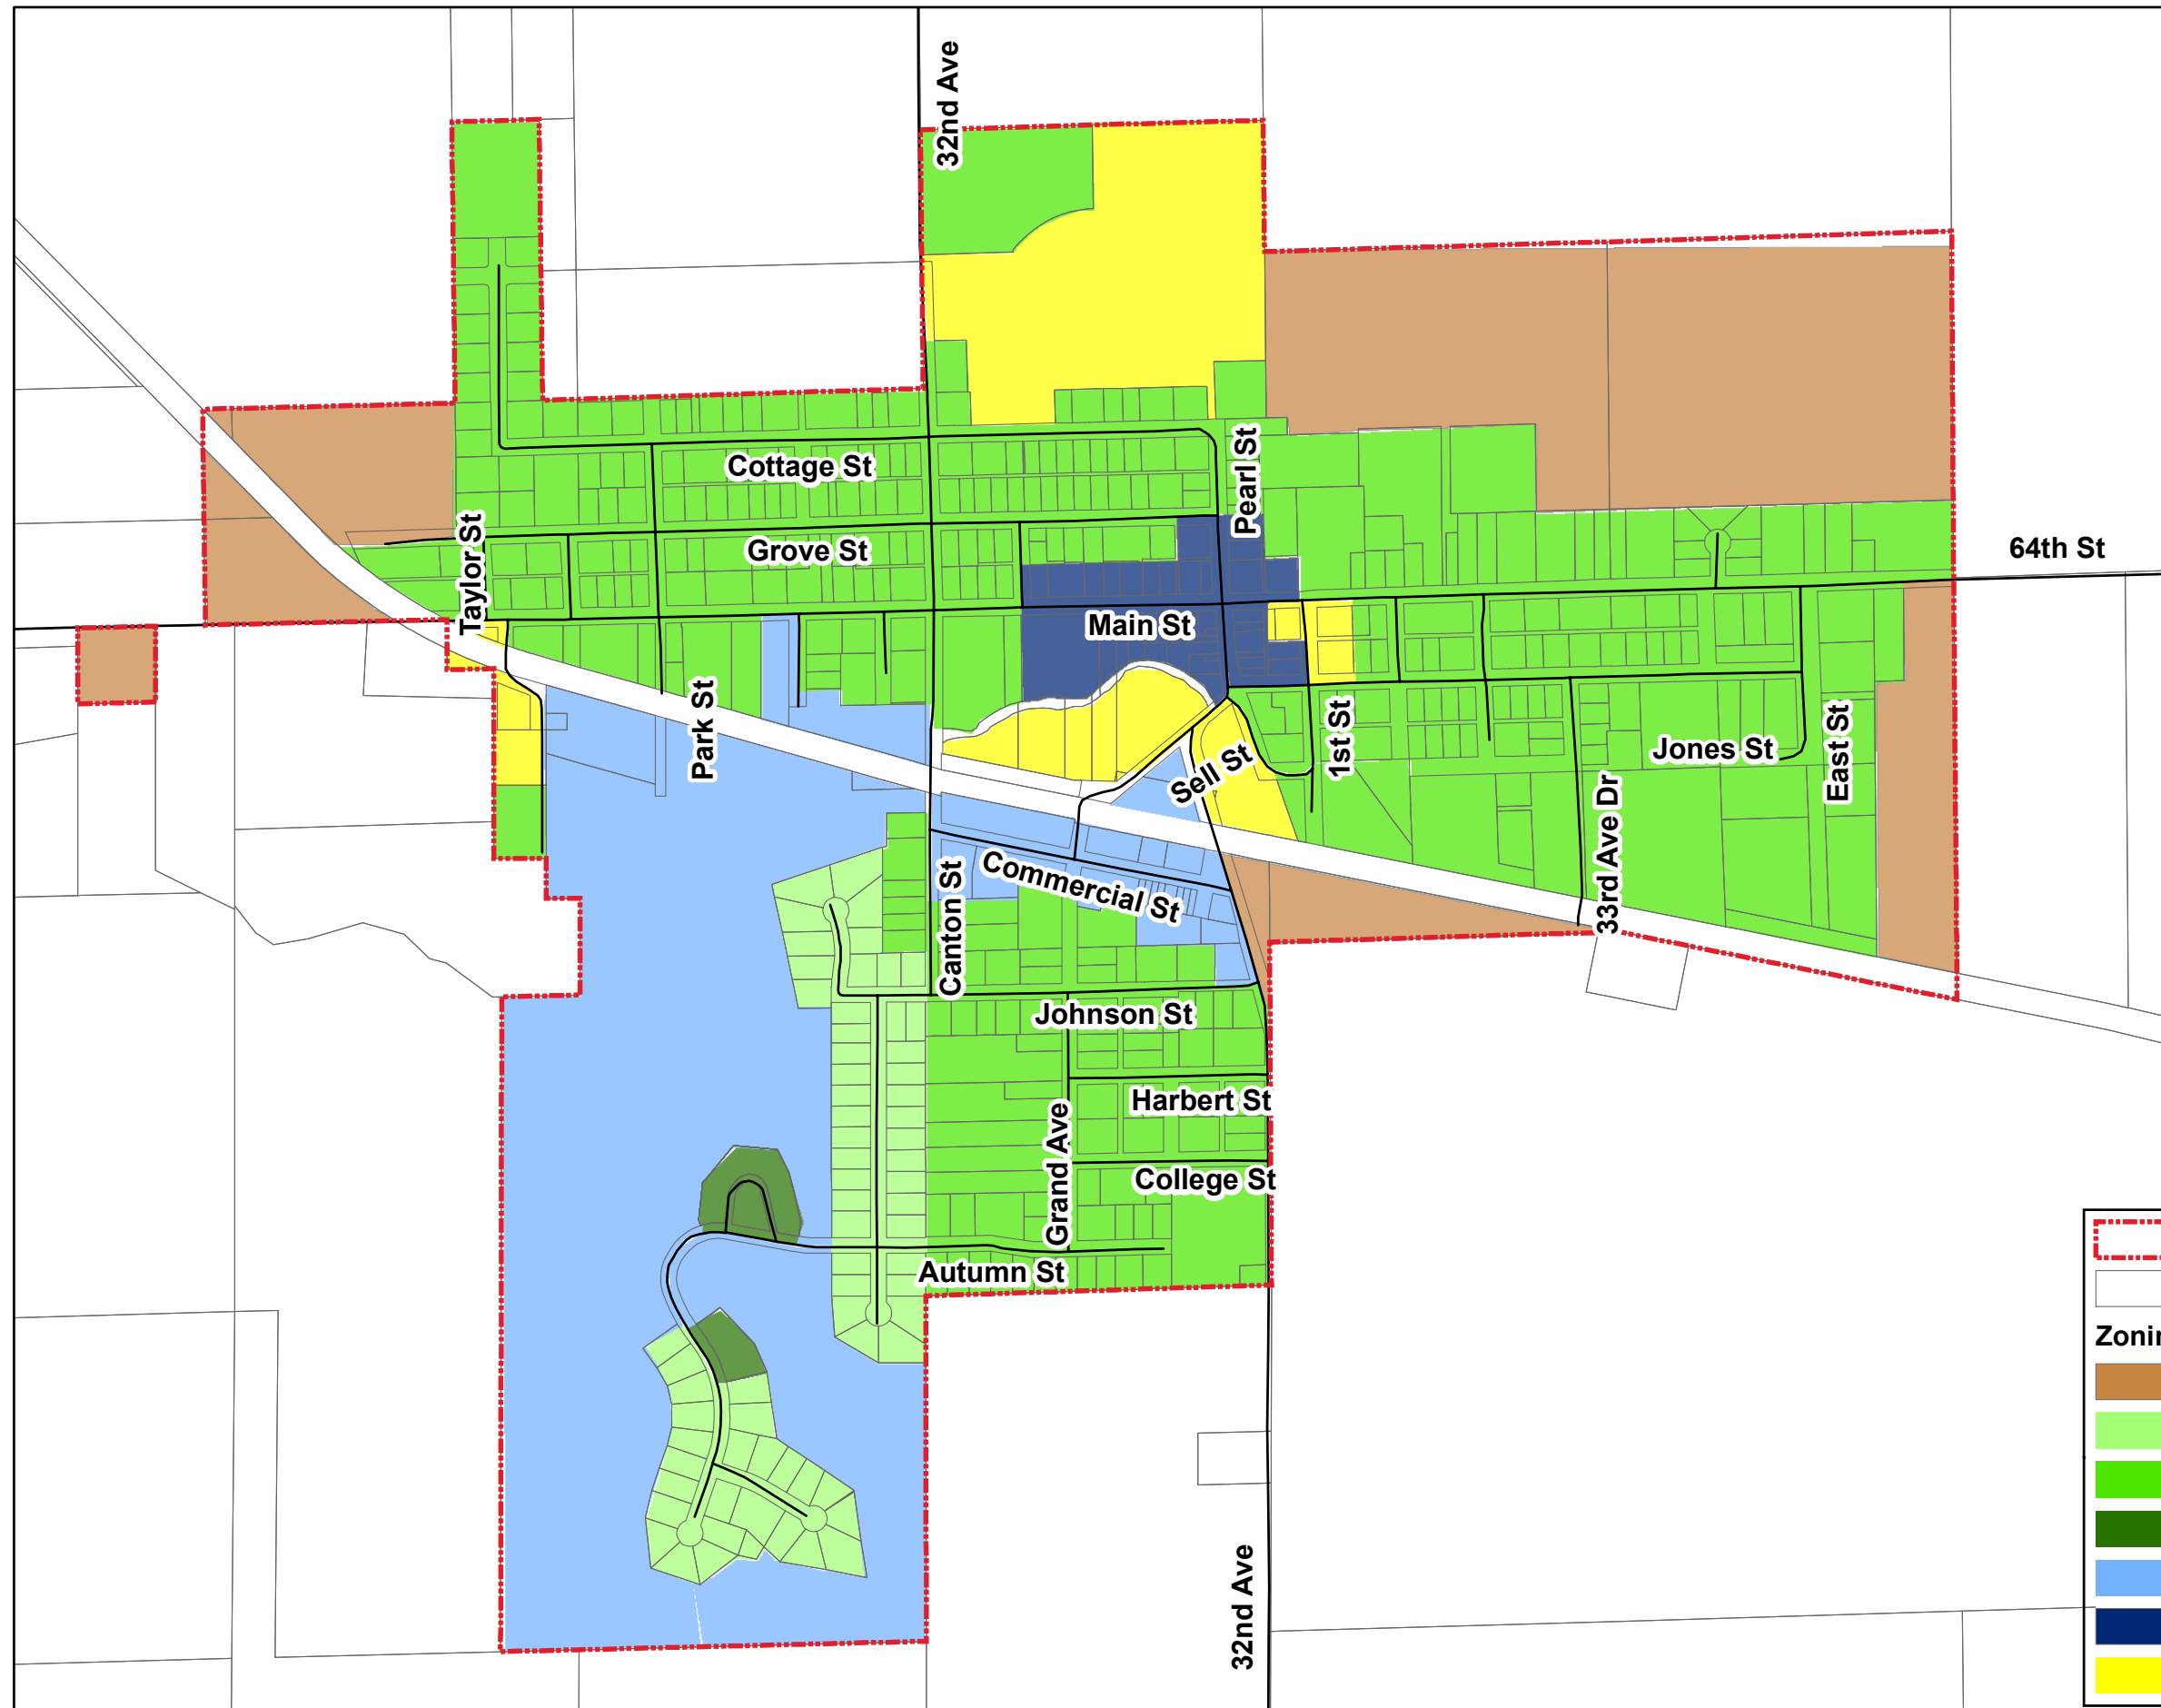 32nd Ave
Cottage St
Pearl St
Grove St
Taylor St
64th St
Main St
Park St
1st St
Jones St
East St
Sell St
33rd Ave Dr
Commercial St
Canton St
Johnson St
Harbert St
Grand Ave
College St
Autumn St
32nd Ave